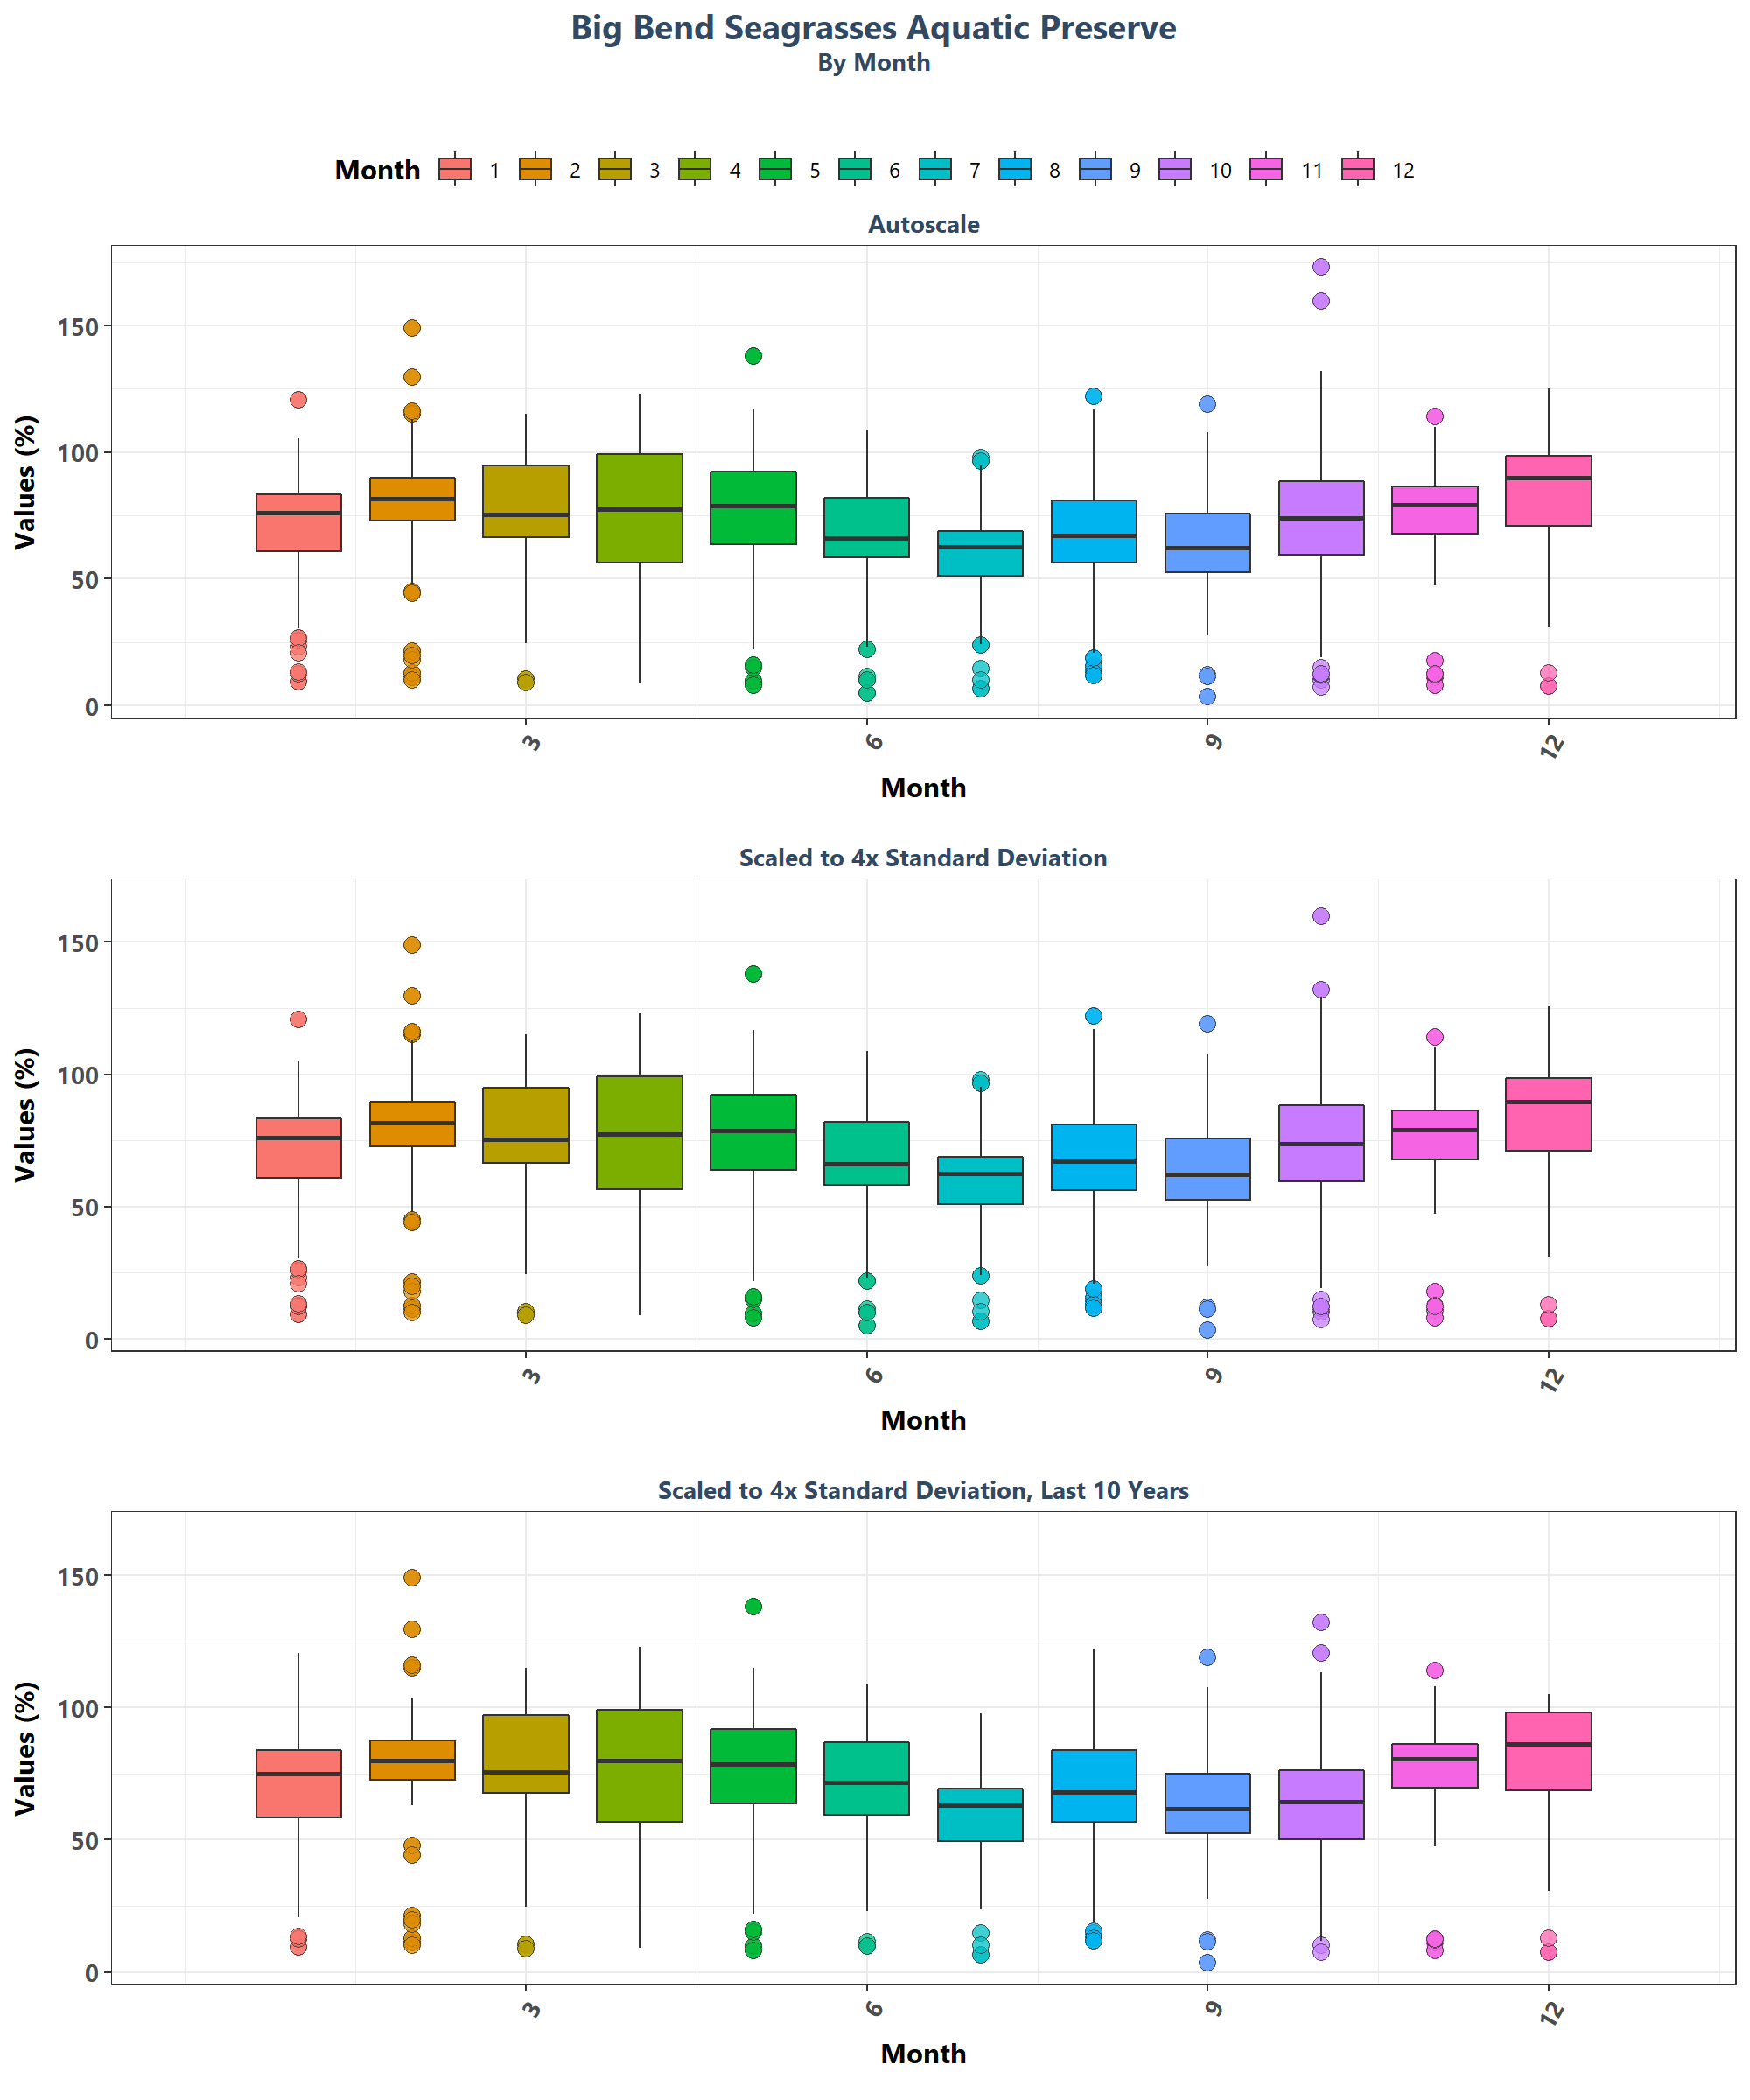 Big Bend Seagrasses Aquatic Preserve
By Month
Month 1 2 3 4 5 6 7 8 9 10 11 12
Autoscale
Values (%)
150
100
50
0
3 6 9 12
Month
Scaled to 4x Standard Deviation
Values (%)
150
100
50
0
3 6 9 12
Month
Scaled to 4x Standard Deviation, Last 10 Years
Values (%)
150
100
50
0
3 6 9 12
Month